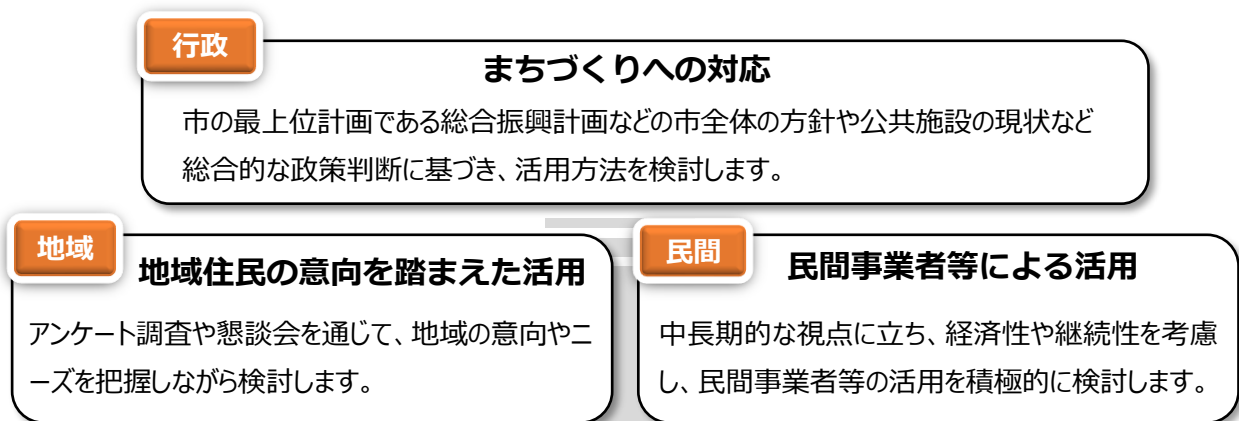 行政
まちづくりへの対応
市の最上位計画である総合振興計画などの市全体の方針や公共施設の現状など
総合的な政策判断に基づき、活用方法を検討します。
地域
地域住民の意向を踏まえた活用
アンケート調査や懇談会を通じて、地域の意向やニ
ーズを把握しながら検討します。
民間
民間事業者等による活用
中長期的な視点に立ち、経済性や継続性を考慮
し、民間事業者等の活用を積極的に検討します。